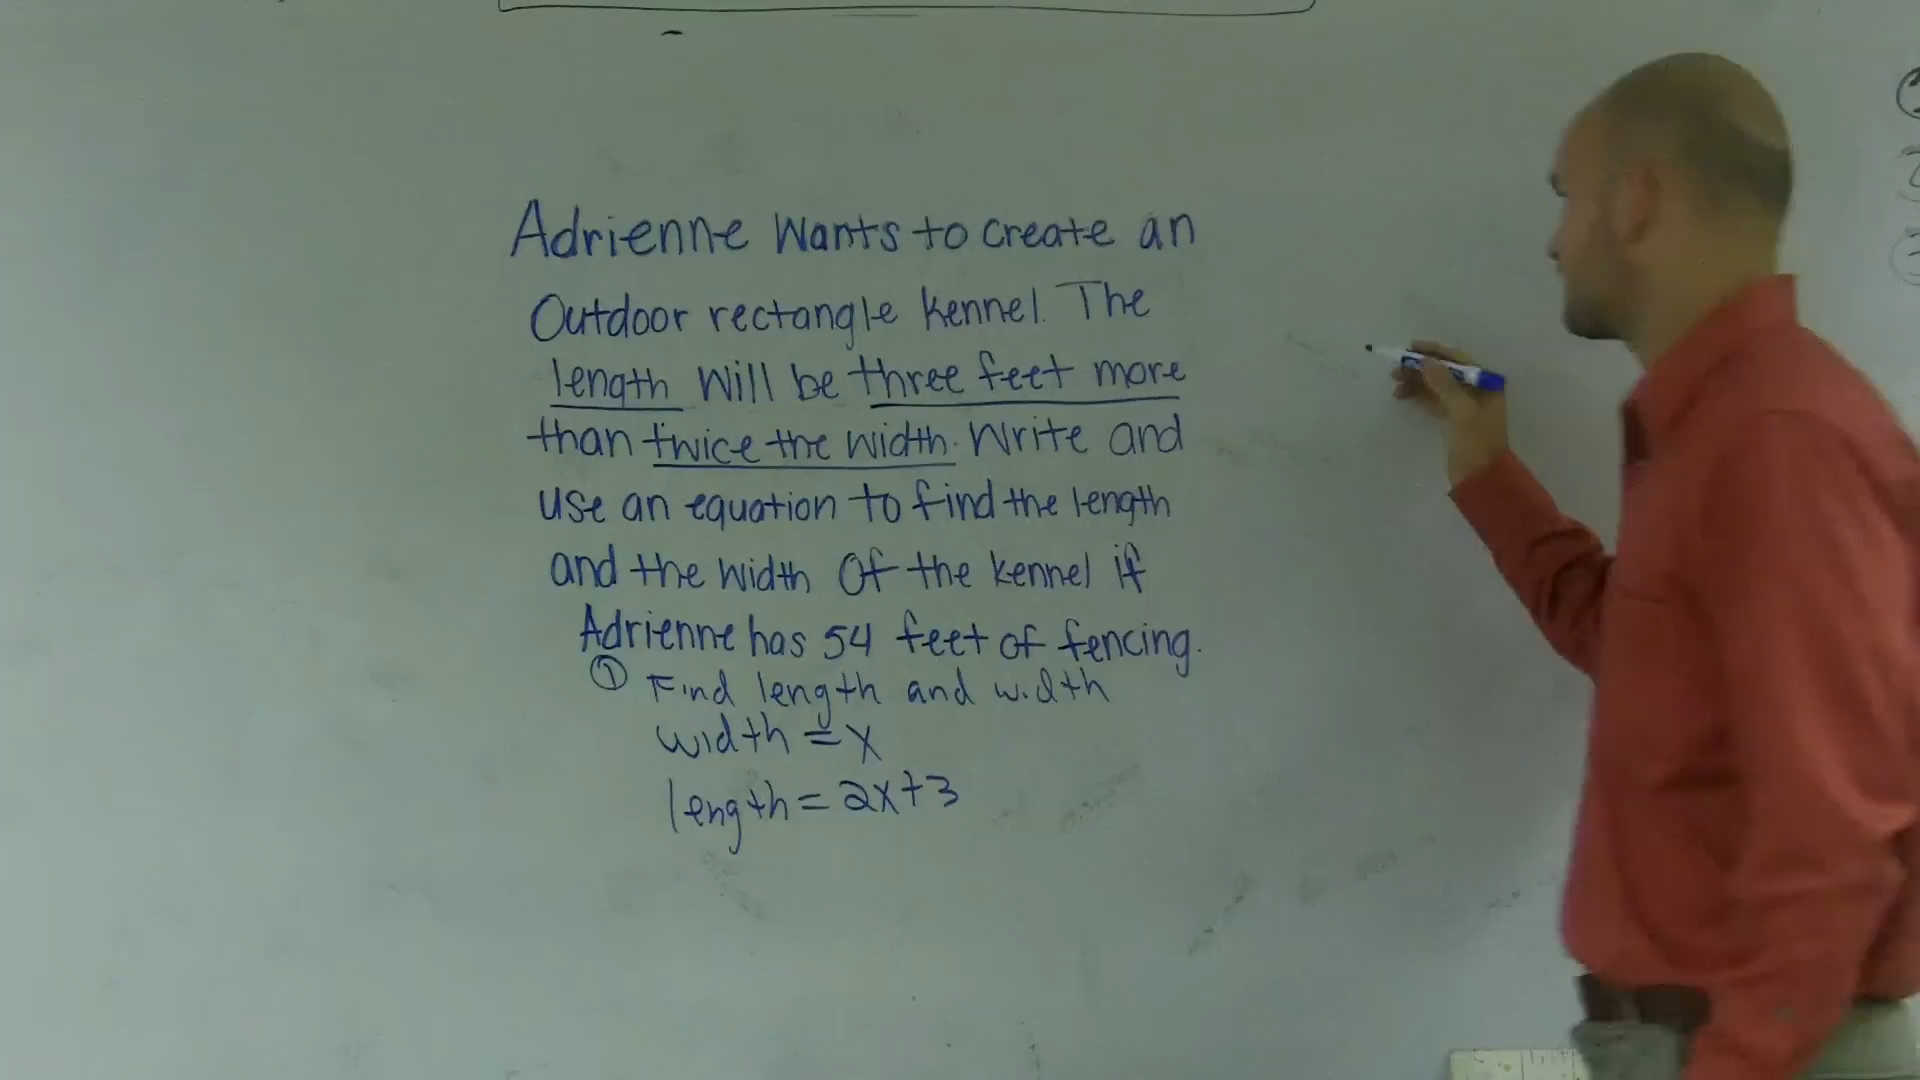 Adrienne wants to create an
Outdoor rectangle kennel. The
length will be three feet more
than twice the width. Write and
use an equation to find the length
and the width Of the kennel if
Adrienne has 54 feet of fencing.
① Find length and width
width = x
length = 2x+3